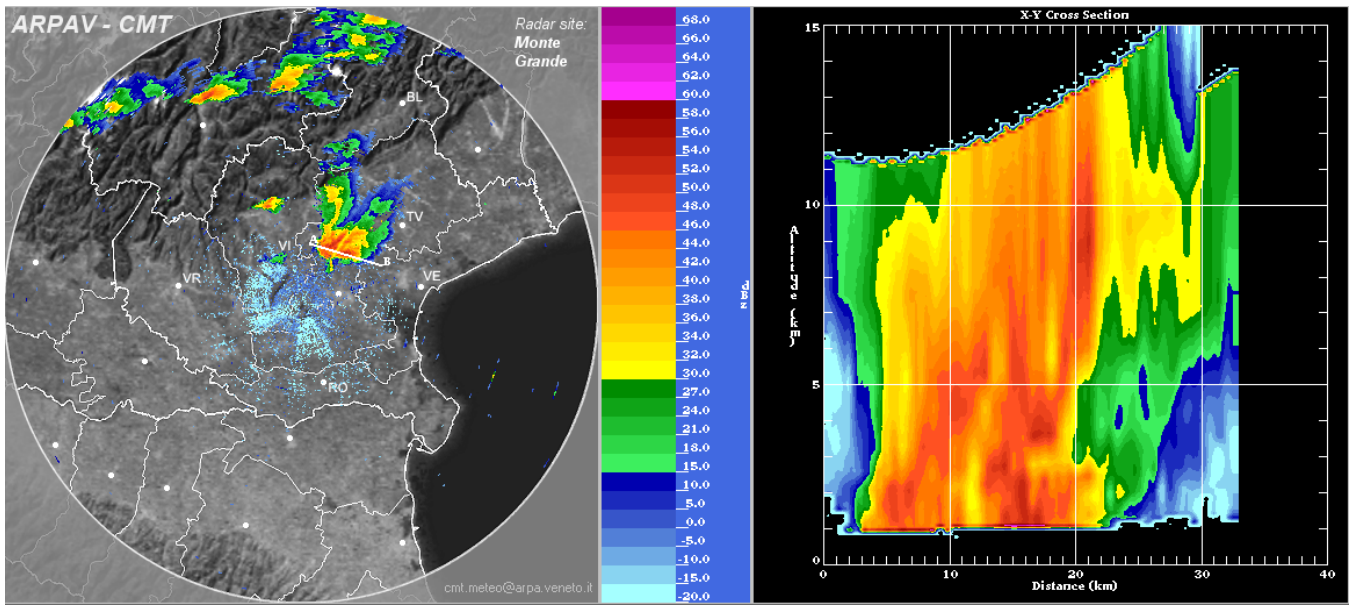 ARPAV - CMT
Radar site:
Monte
Grande
BL
TV
A
B
VI
VE
VR
RO
cmt.meteo@arpa.veneto.it
68.0
66.0
64.0
62.0
60.0
58.0
56.0
54.0
52.0
50.0
48.0
46.0
44.0
42.0
40.0
38.0
36.0
34.0
32.0
30.0
27.0
24.0
21.0
18.0
15.0
10.0
5.0
0.0
-5.0
-10.0
-15.0
-20.0
dBz
X-Y Cross Section
15
10
5
0
Altitude (km)
0
10
20
30
40
Distance (km)